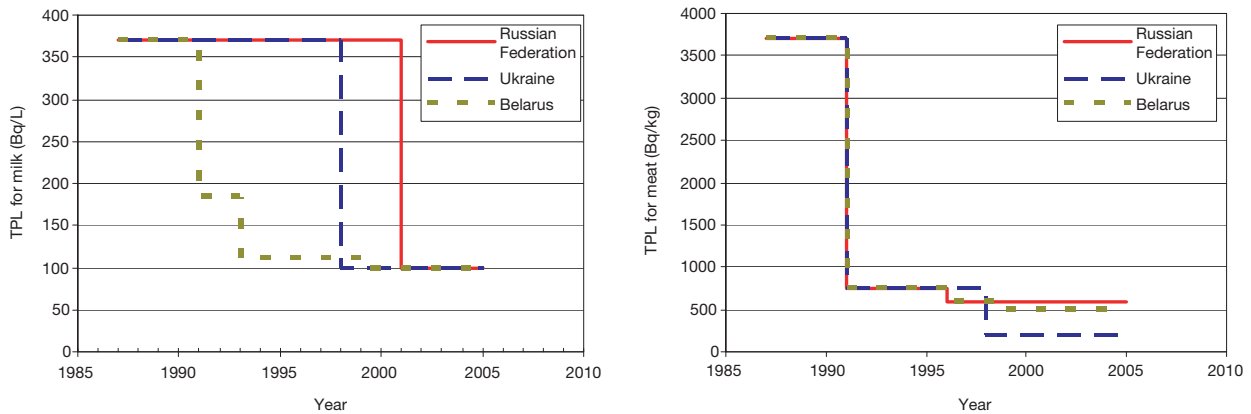 TPL for milk (Bq/L)
400
350
300
250
200
150
100
50
0
1985
1990
1995
2000
2005
2010
Year
Russian
Federation
Ukraine
Belarus
TPL for meat (Bq/kg)
4000
3500
3000
2500
2000
1500
1000
500
0
1985
1990
1995
2000
2005
2010
Year
Russian
Federation
Ukraine
Belarus